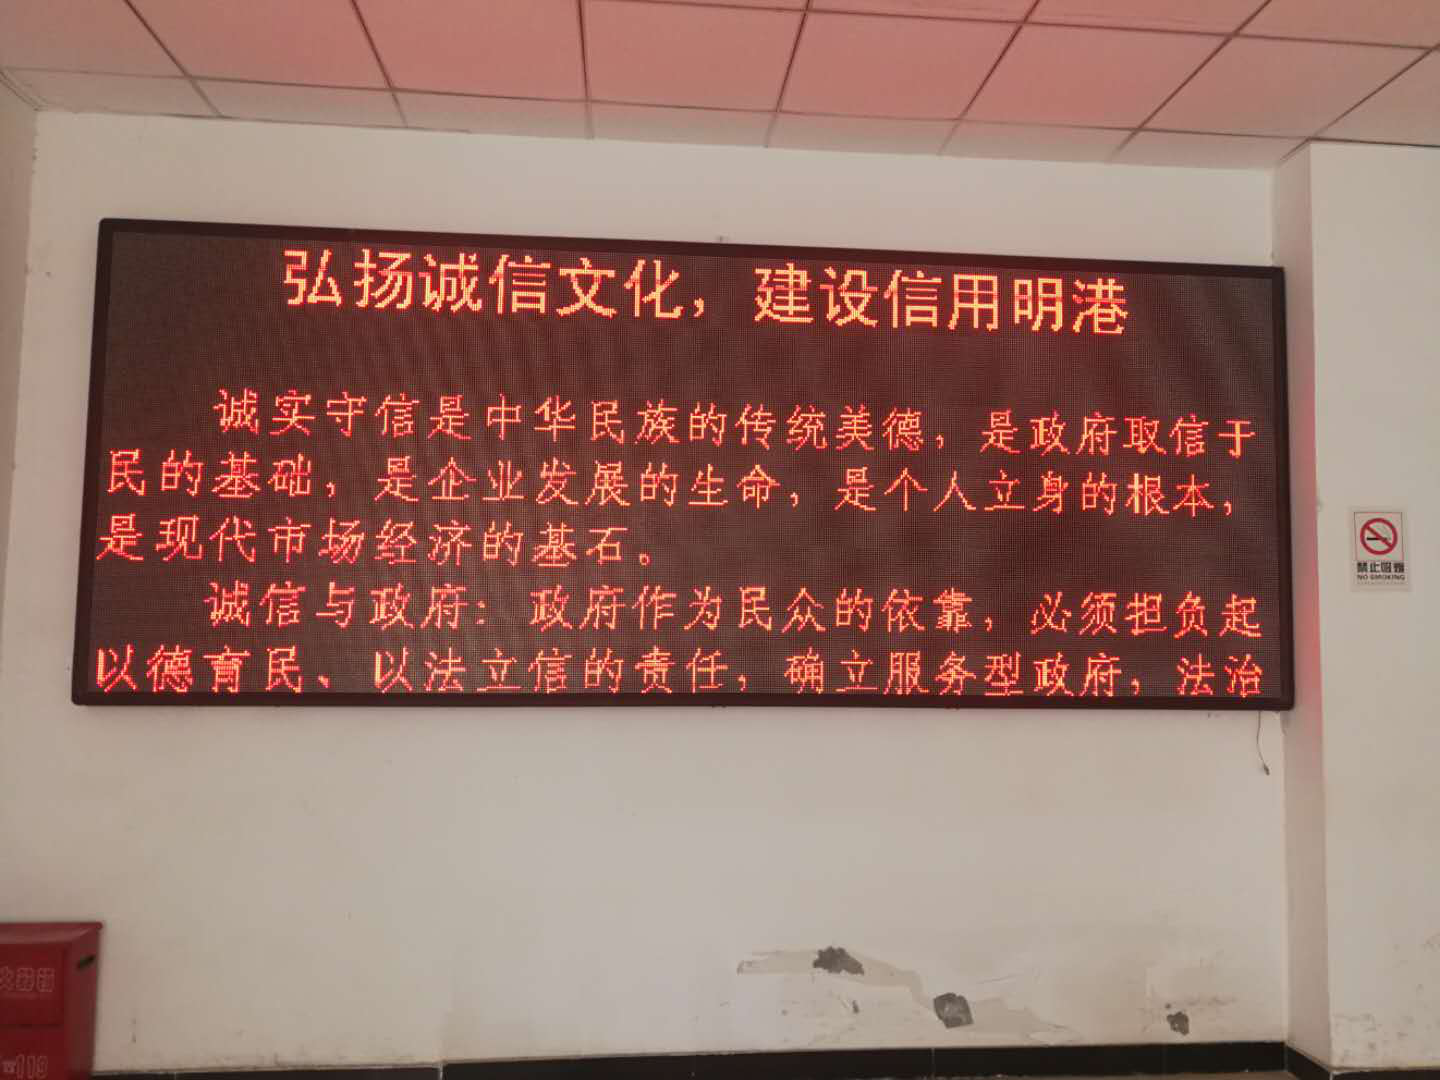 弘扬诚信文化，建设信用明港
诚实守信是中华民族的传统美德，是政府取信于
民的基础，是企业发展的生命，是个人立身的根本，
是现代市场经济的基石。
诚信与政府：政府作为民众的依靠，必须担负起
以德育民、以法立信的责任，确立服务型政府，法治
禁止吸烟
NO SMOKING
119